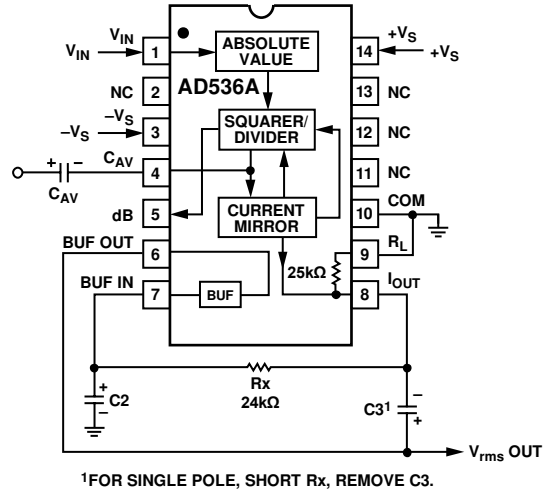 V_IN
V_IN
1
ABSOLUTE
VALUE
14
+V_S
+V_S
NC
2
AD536A
13
NC
–V_S
–V_S
3
SQUARER/
DIVIDER
12
NC
+ –
C_AV
C_AV
4
11
NC
dB
5
CURRENT
MIRROR
10
COM
BUF OUT
6
25kΩ
9
R_L
BUF IN
7
BUF
8
I_OUT
+
C2
–
Rx
24kΩ
–
C3¹
+
V_rms OUT
¹FOR SINGLE POLE, SHORT Rx, REMOVE C3.